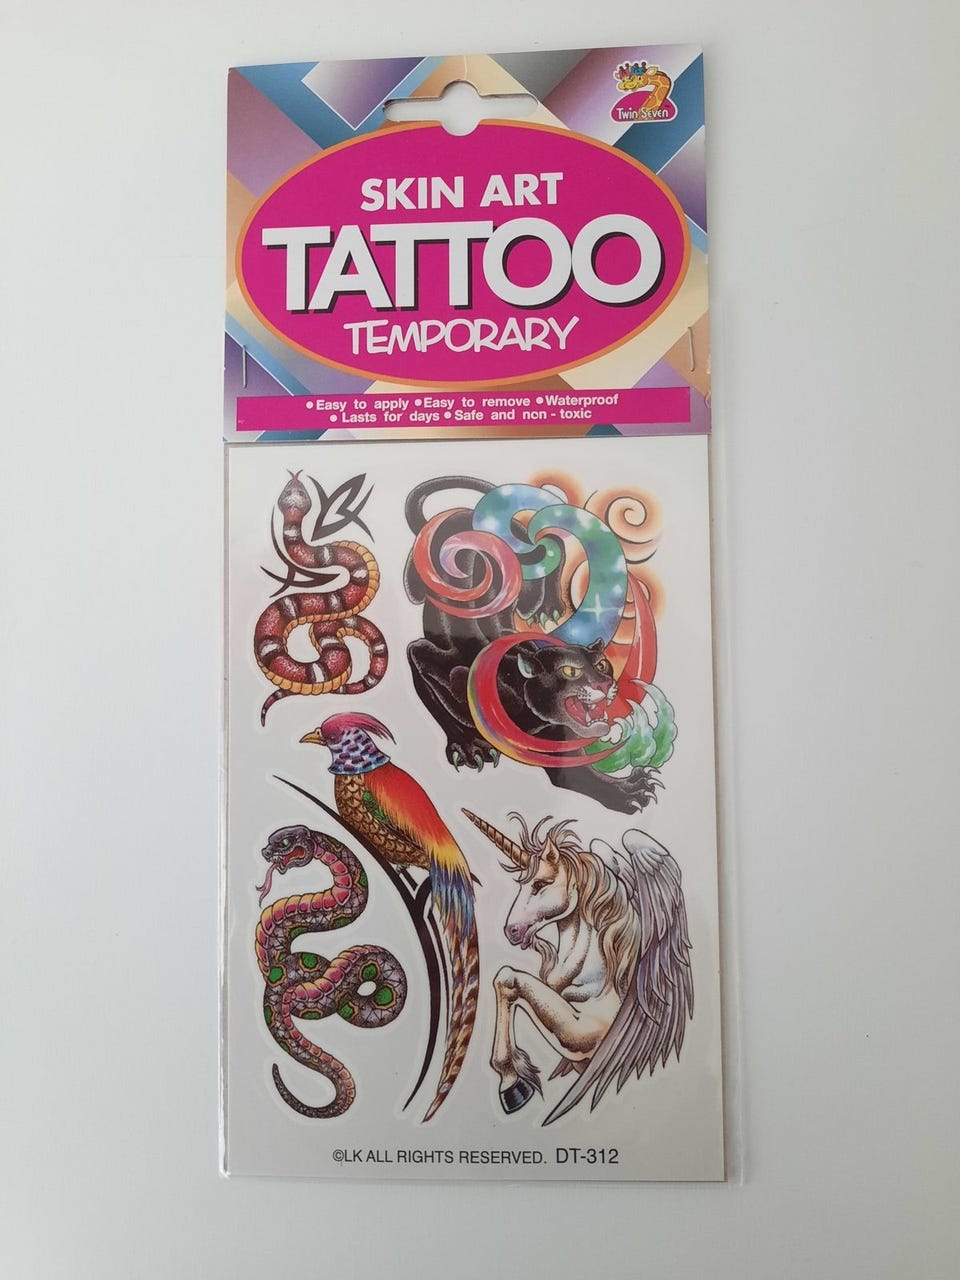 Twin Seven
SKIN ART
TATTOO
TEMPORARY
• Easy to apply • Easy to remove • Waterproof
• Lasts for days • Safe and non - toxic
©LK ALL RIGHTS RESERVED. DT-312